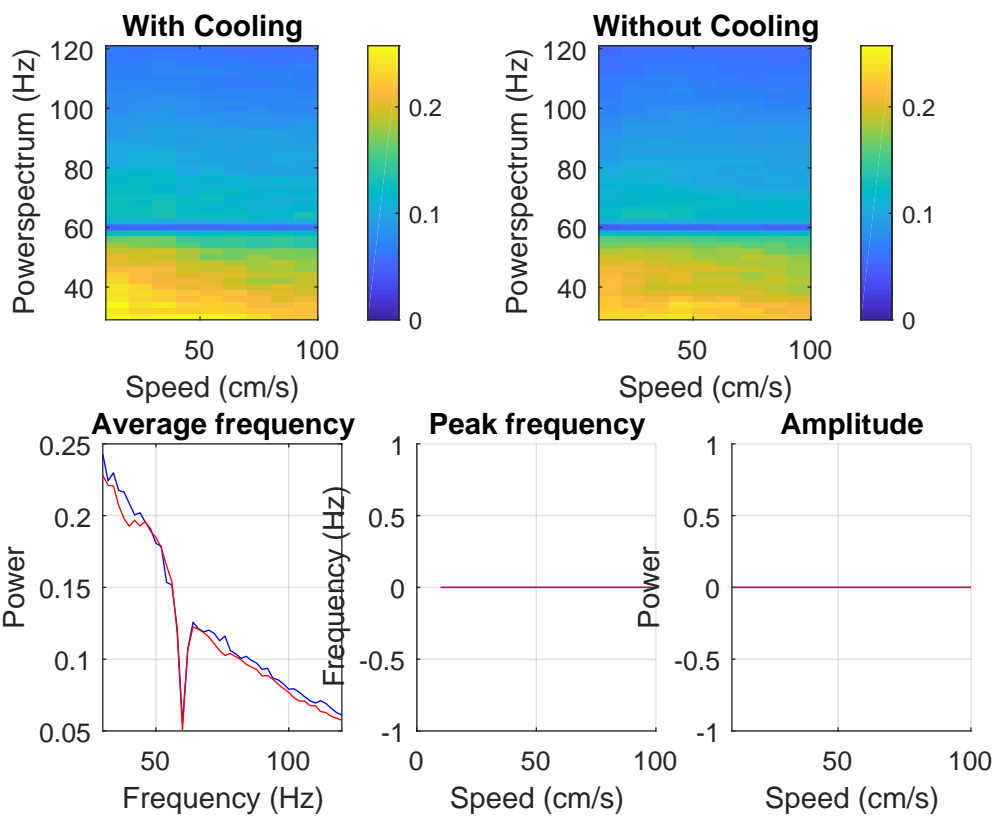 With Cooling
Powerspectrum (Hz)
120
100
80
60
40
50
100
Speed (cm/s)
0.2
0.1
0
Without Cooling
Powerspectrum (Hz)
120
100
80
60
40
50
100
Speed (cm/s)
0.2
0.1
0
Average frequency
Power
0.25
0.2
0.15
0.1
0.05
50
100
Frequency (Hz)
Peak frequency
Frequency (Hz)
1
0.5
0
-0.5
-1
0
50
100
Speed (cm/s)
Amplitude
Power
1
0.5
0
-0.5
-1
50
100
Speed (cm/s)